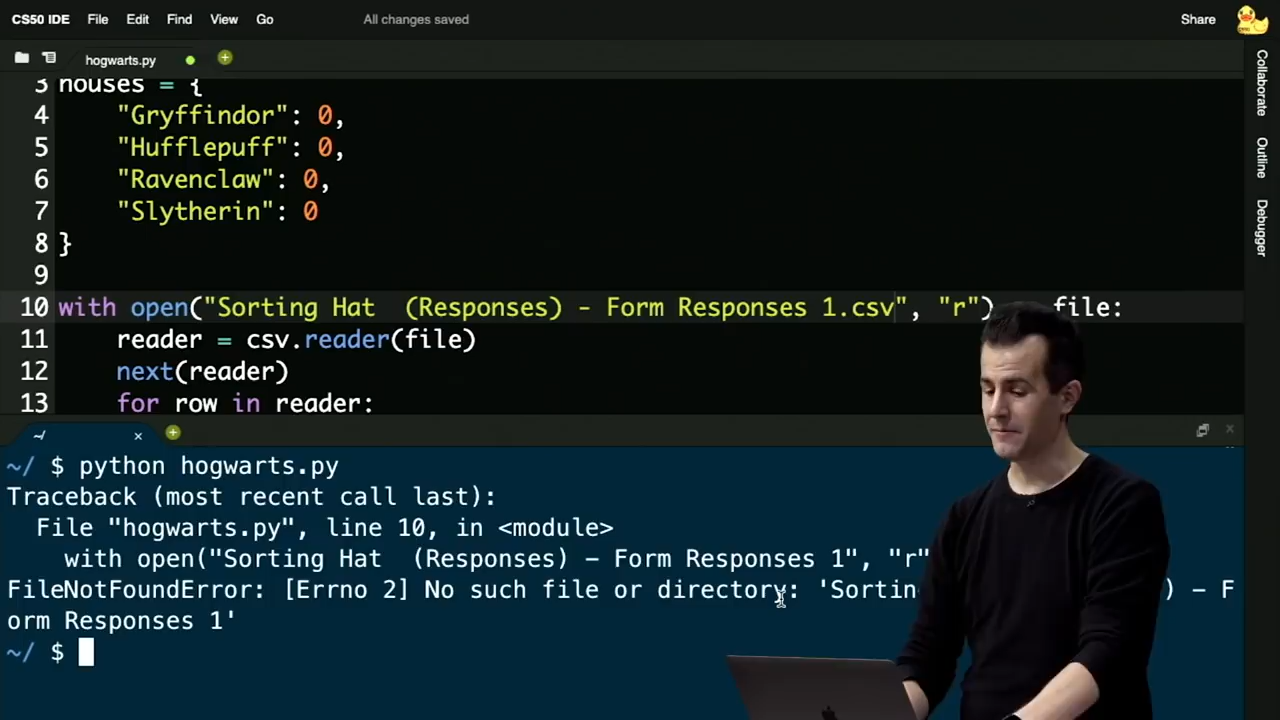 CS50 IDE File Edit Find View Go All changes saved Share
hogwarts.py
Collaborate
Outline
Debugger
3 houses = {
4 "Gryffindor": 0,
5 "Hufflepuff": 0,
6 "Ravenclaw": 0,
7 "Slytherin": 0
8 }
9
10 with open("Sorting Hat  (Responses) - Form Responses 1.csv", "r") file:
11 reader = csv.reader(file)
12 next(reader)
13 for row in reader:
~/ $ python hogwarts.py
Traceback (most recent call last):
File "hogwarts.py", line 10, in <module>
with open("Sorting Hat  (Responses) - Form Responses 1", "r"
FileNotFoundError: [Errno 2] No such file or directory: 'Sortin ) - F
orm Responses 1'
~/ $